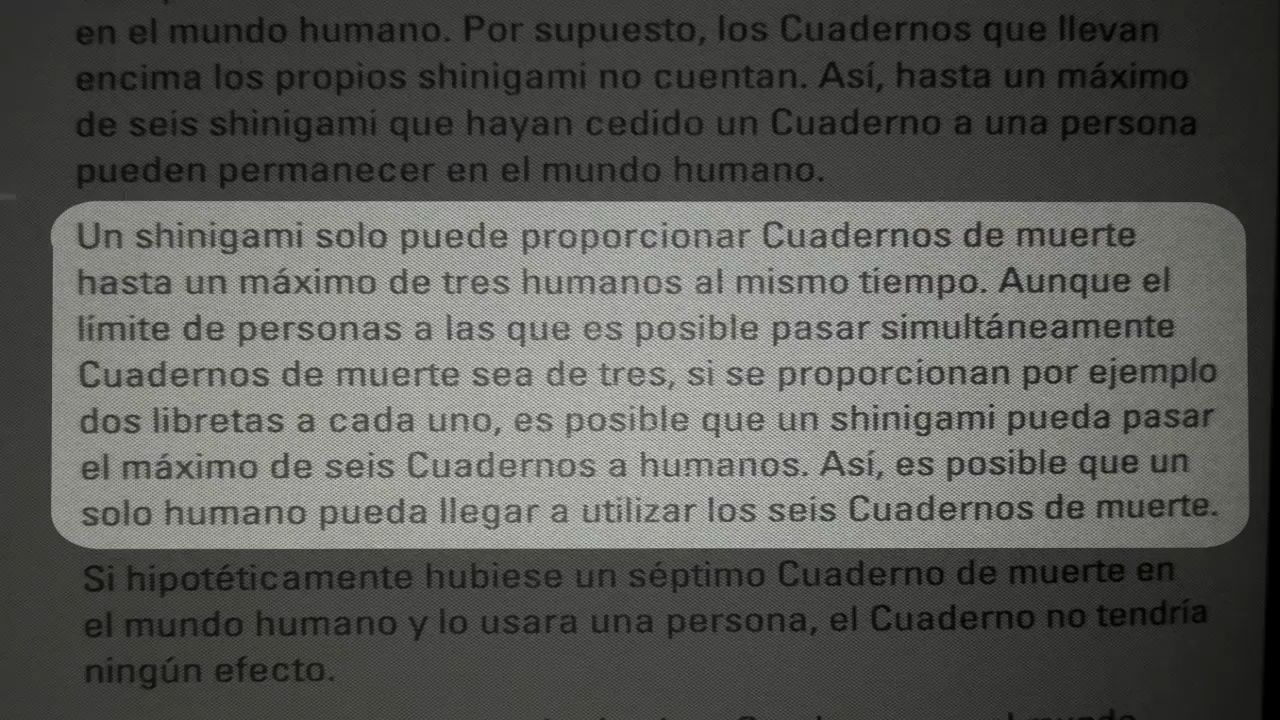 en el mundo humano. Por supuesto, los Cuadernos que llevan
encima los propios shinigami no cuentan. Así, hasta un máximo
de seis shinigami que hayan cedido un Cuaderno a una persona
pueden permanecer en el mundo humano.
Un shinigami solo puede proporcionar Cuadernos de muerte
hasta un máximo de tres humanos al mismo tiempo. Aunque el
límite de personas a las que es posible pasar simultáneamente
Cuadernos de muerte sea de tres, si se proporcionan por ejemplo
dos libretas a cada uno, es posible que un shinigami pueda pasar
el máximo de seis Cuadernos a humanos. Así, es posible que un
solo humano pueda llegar a utilizar los seis Cuadernos de muerte.
Si hipotéticamente hubiese un séptimo Cuaderno de muerte en
el mundo humano y lo usara una persona, el Cuaderno no tendría
ningún efecto.